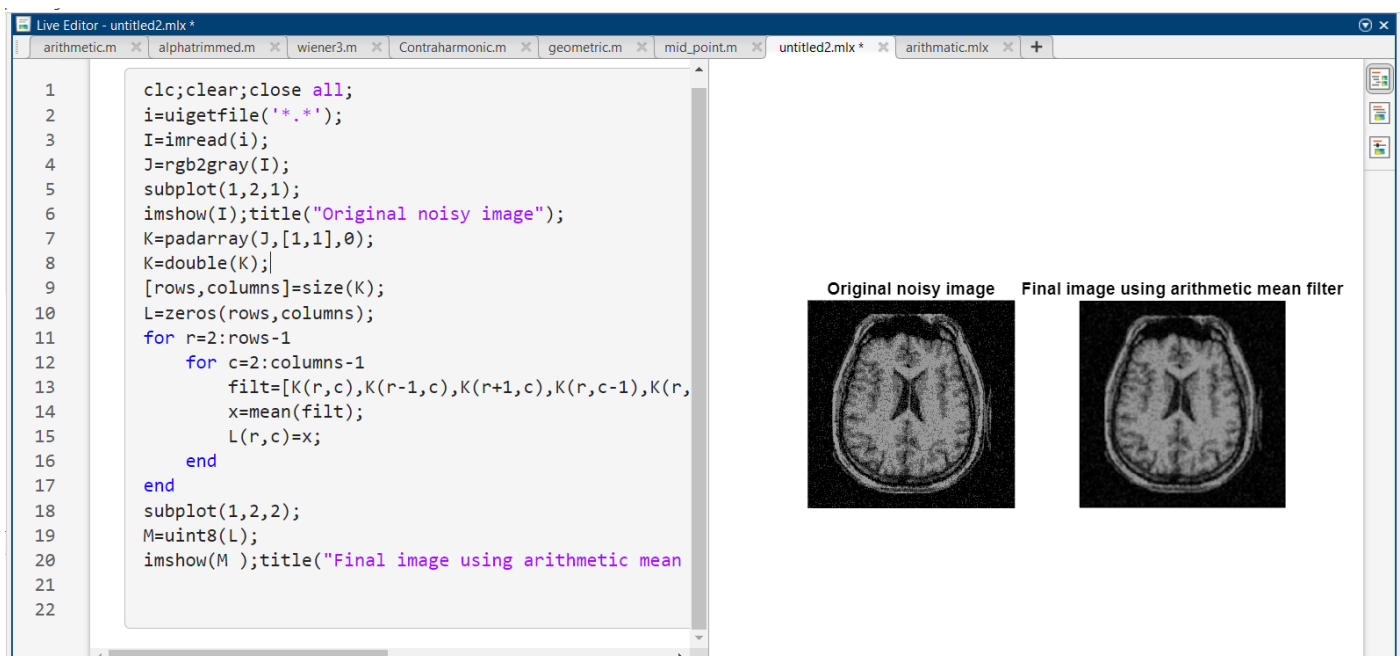 Live Editor - untitled2.mlx *
arithmetic.m alphatrimmed.m wiener3.m Contraharmonic.m geometric.m mid_point.m untitled2.mlx * arithmatic.mlx +
1 clc;clear;close all;
2 i=uigetfile('*.*');
3 I=imread(i);
4 J=rgb2gray(I);
5 subplot(1,2,1);
6 imshow(I);title("Original noisy image");
7 K=padarray(J,[1,1],0);
8 K=double(K);
9 [rows,columns]=size(K);
10 L=zeros(rows,columns);
11 for r=2:rows-1
12 for c=2:columns-1
13 filt=[K(r,c),K(r-1,c),K(r+1,c),K(r,c-1),K(r,
14 x=mean(filt);
15 L(r,c)=x;
16 end
17 end
18 subplot(1,2,2);
19 M=uint8(L);
20 imshow(M );title("Final image using arithmetic mean
21
22
Original noisy image Final image using arithmetic mean filter